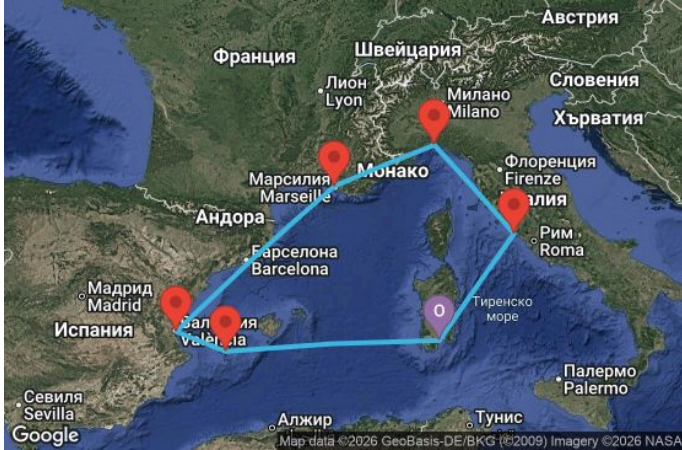 Австрия
Франция
Швейцария
Лион
Lyon
Словения
Милано
Milano
Хърватия
Флоренция
Firenze
Монако
Марсилия
Marseille
алия
Андора
Рим
Roma
Барселона
Barcelona
Мадрид
Madrid
Тиренско
море
O
Испания
València
Палермо
Palermo
Севиля
Sevilla
Алжир
Тунис
Google
Map data ©2026 GeoBasis-DE/BKG (©2009) Imagery ©2026 NASA